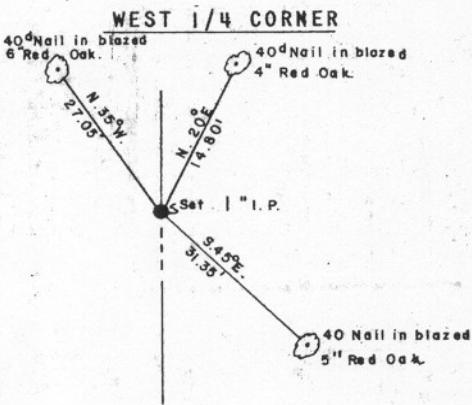 WEST 1/4 CORNER
40ᵈ Nail in blazed
6" Red Oak.
40ᵈ Nail in blazed
4" Red Oak.
N. 35° W.
27.05'
N. 20° E.
14.80'
Set 1" I.P.
S. 45° E.
31.35'
40 Nail in blazed
5" Red Oak